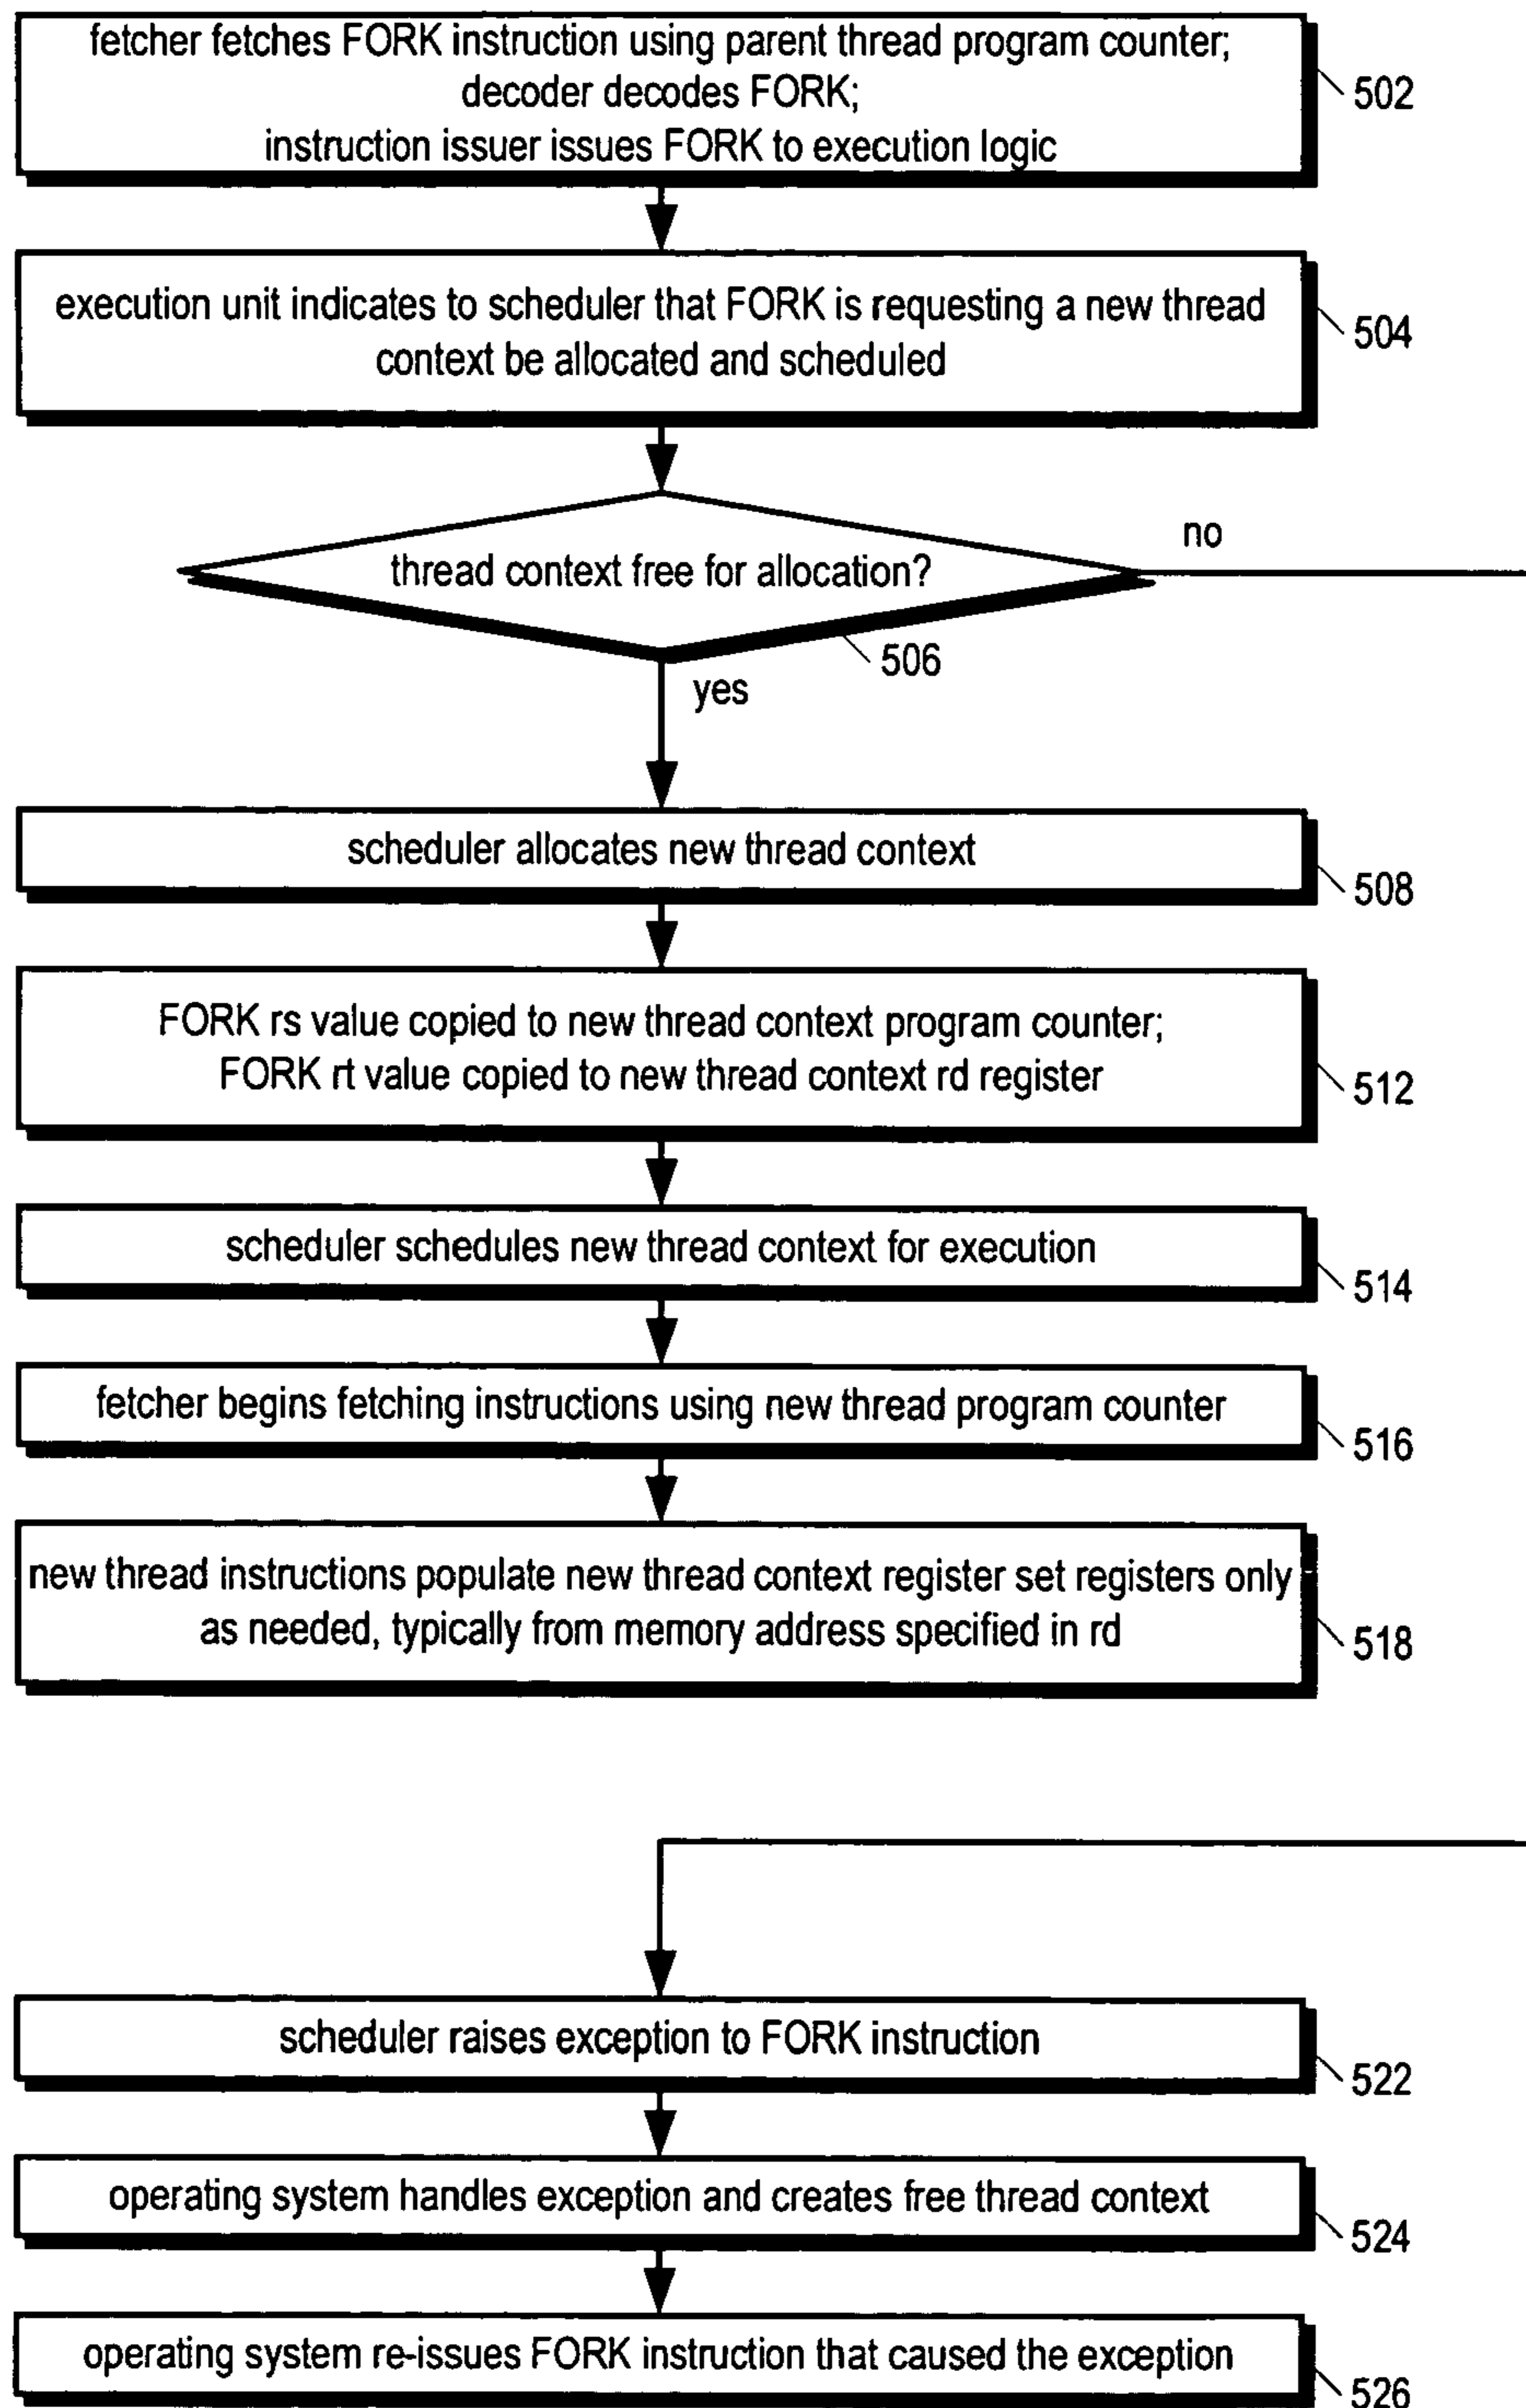 fetcher fetches FORK instruction using parent thread program counter;
decoder decodes FORK;
instruction issuer issues FORK to execution logic
502
execution unit indicates to scheduler that FORK is requesting a new thread
context be allocated and scheduled
504
thread context free for allocation?
no
506
yes
scheduler allocates new thread context
508
FORK rs value copied to new thread context program counter;
FORK rt value copied to new thread context rd register
512
scheduler schedules new thread context for execution
514
fetcher begins fetching instructions using new thread program counter
516
new thread instructions populate new thread context register set registers only
as needed, typically from memory address specified in rd
518
scheduler raises exception to FORK instruction
522
operating system handles exception and creates free thread context
524
operating system re-issues FORK instruction that caused the exception
526